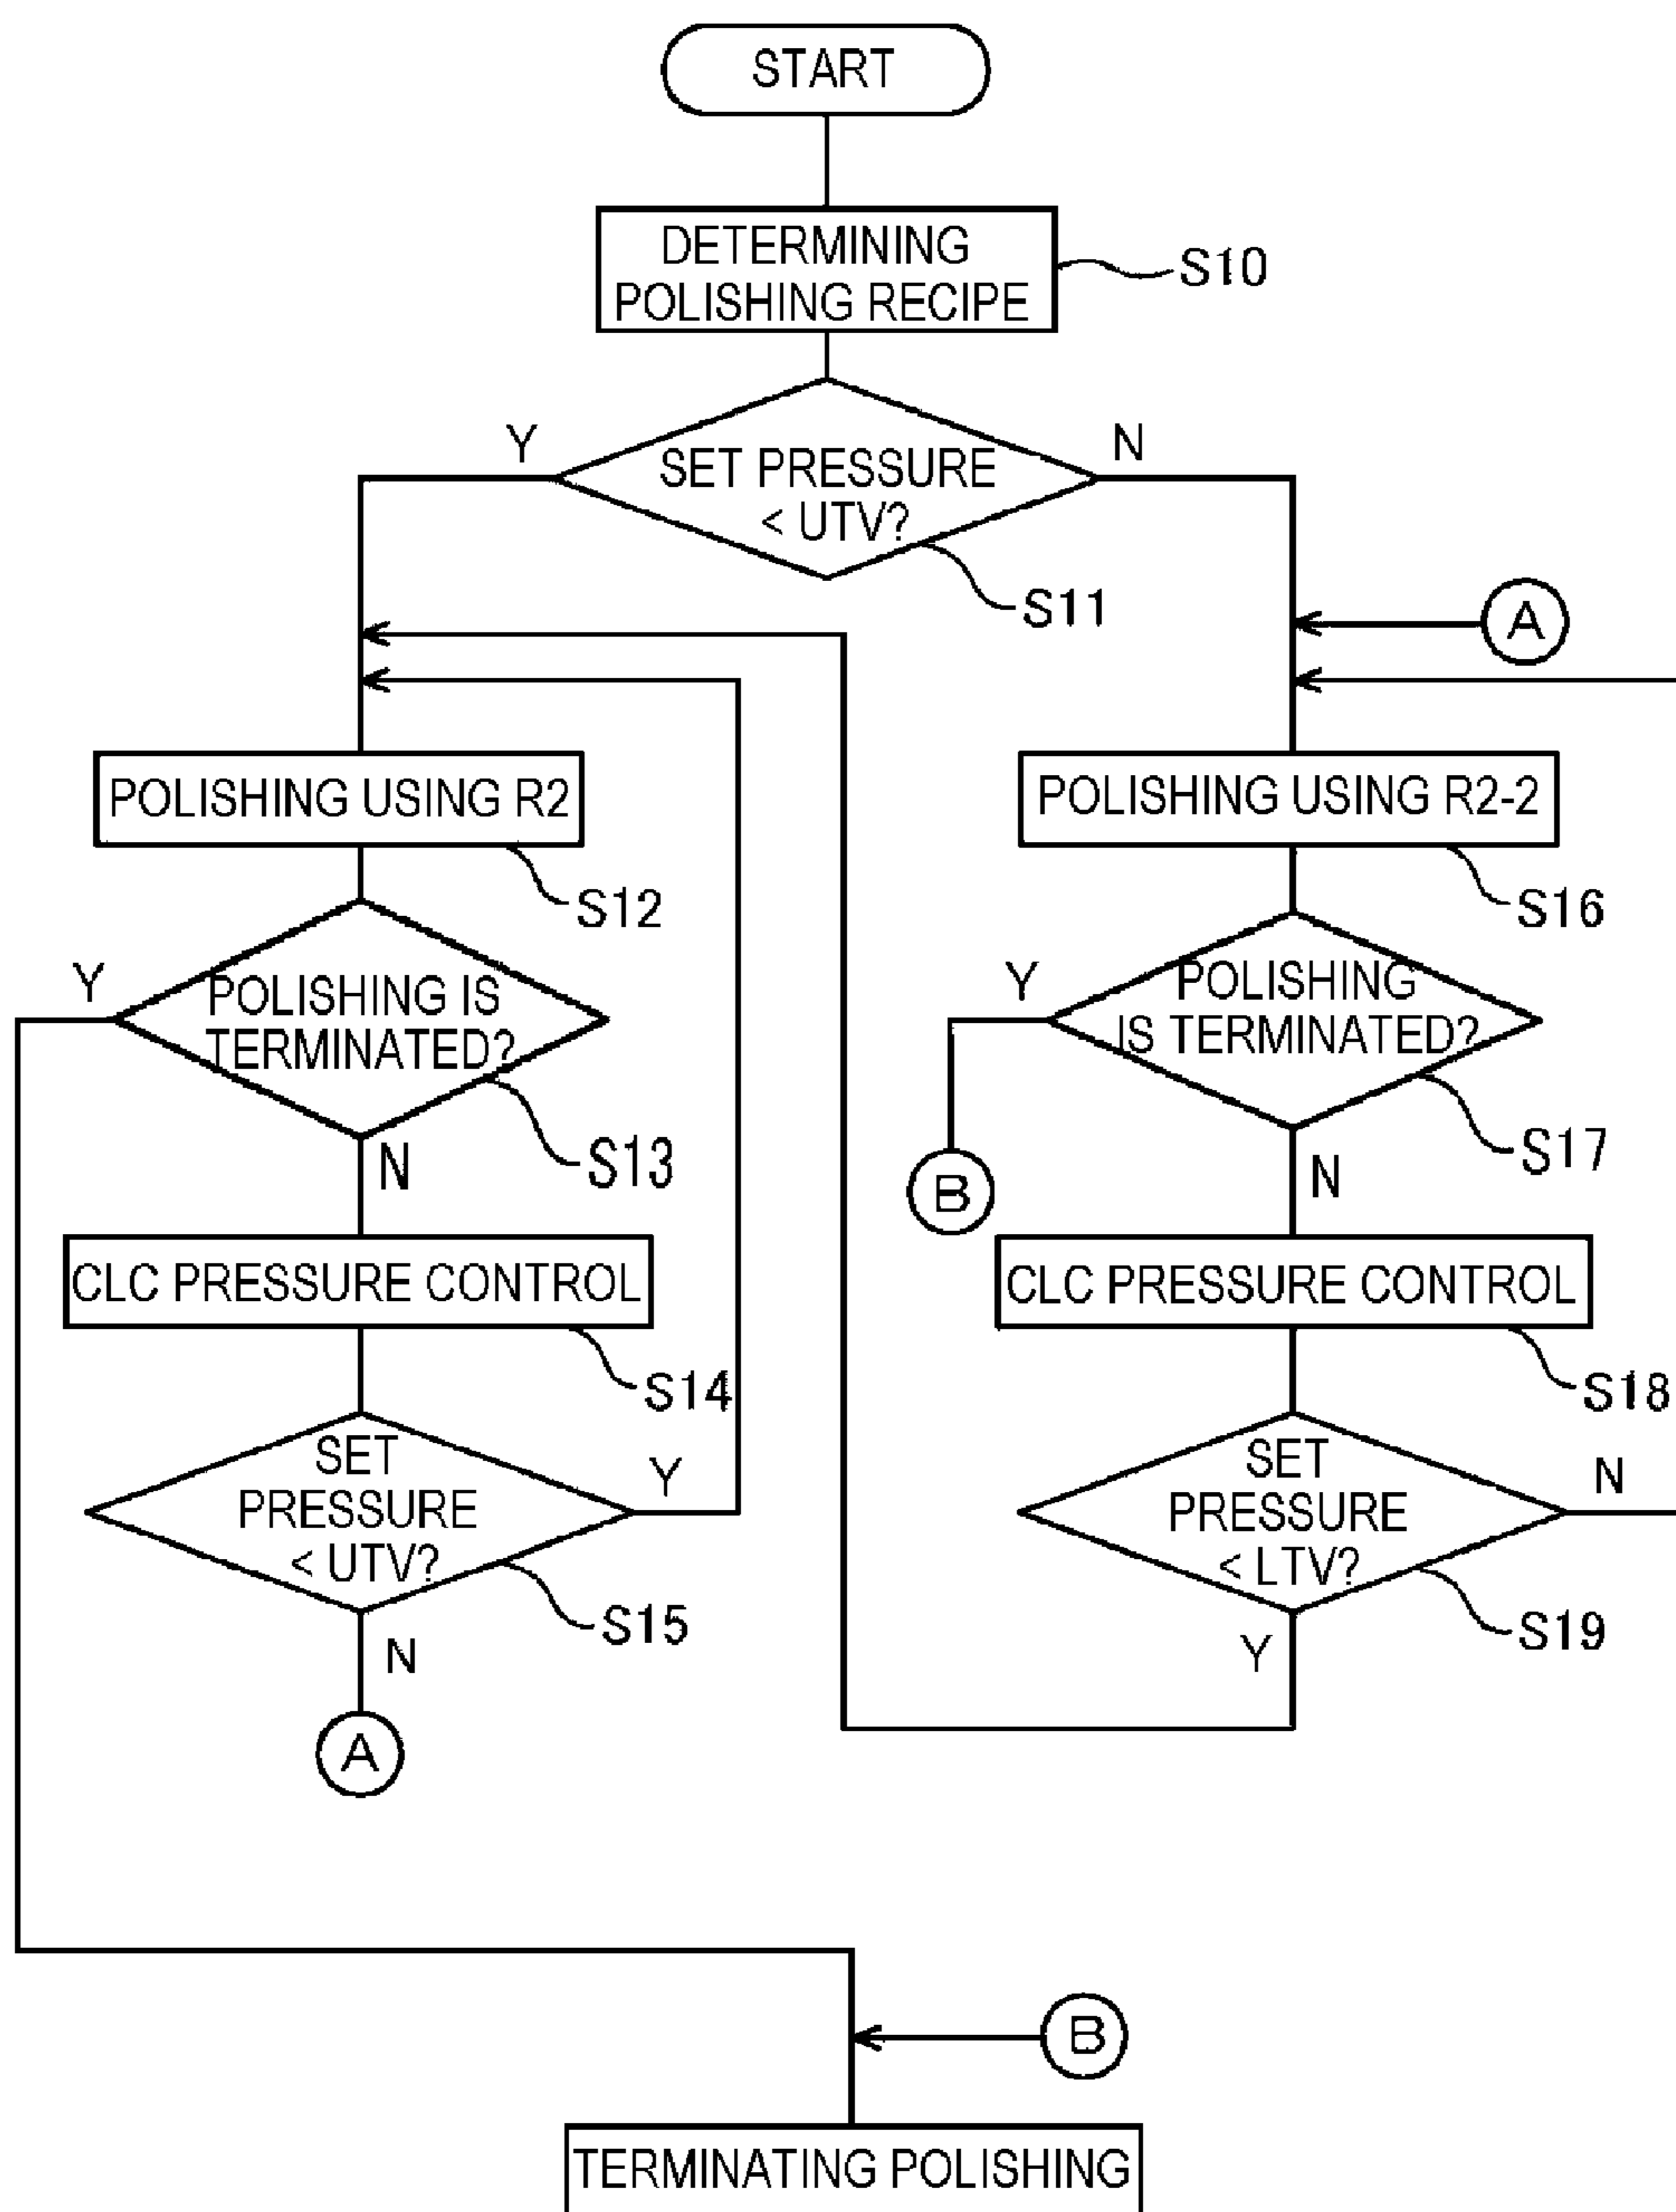 START
DETERMINING
POLISHING RECIPE
S10
Y
N
SET PRESSURE
< UTV?
S11
A
POLISHING USING R2
S12
POLISHING USING R2-2
S16
Y
POLISHING IS
TERMINATED?
S13
N
Y
POLISHING
IS TERMINATED?
S17
N
B
CLC PRESSURE CONTROL
S14
CLC PRESSURE CONTROL
S18
SET
PRESSURE
< UTV?
Y
S15
N
A
SET
PRESSURE
< LTV?
N
S19
Y
B
TERMINATING POLISHING